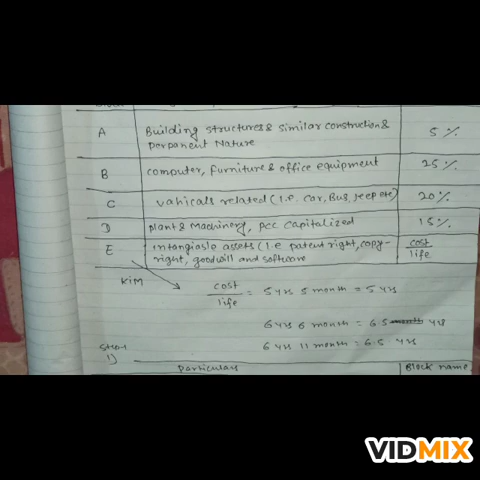 A
Building structures & similar construction &
perpanent Nature
5 %
B
computer, furniture & office equipment
25 %
C
vahicals related (I.e. car, Bus, jeep etc)
20 %
D
plant & Machinery, pcc capitalized
15 %
E
intangiable assets (I.e patent right, copy-
right, goodwill and software
cost
life
KIM
cost
life
= 5 yrs 5 month = 5 yrs
6 yrs 6 month = 6.5 month yrs
6 yrs 11 month = 6.5 yrs
1)
particulars
Block name
VIDMIX